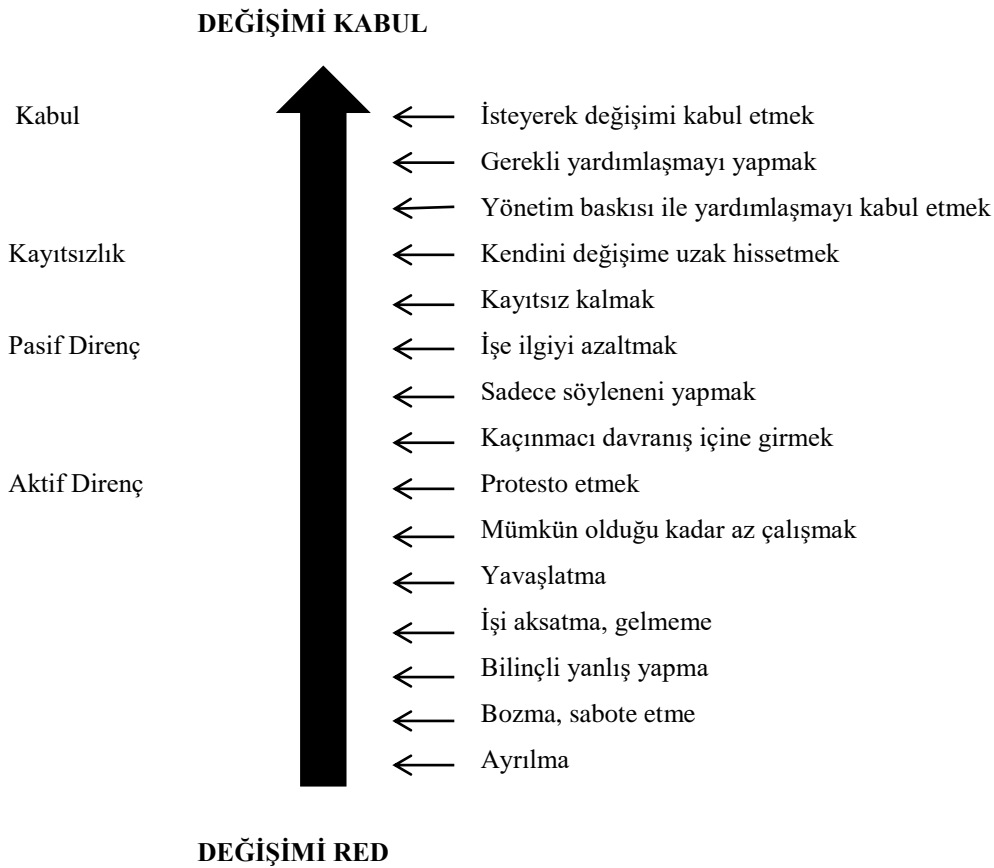 DEĞİŞİMİ KABUL
Kabul İsteyerek değişimi kabul etmek
Gerekli yardımlaşmayı yapmak
Yönetim baskısı ile yardımlaşmayı kabul etmek
Kayıtsızlık Kendini değişime uzak hissetmek
Kayıtsız kalmak
Pasif Direnç İşe ilgiyi azaltmak
Sadece söyleneni yapmak
Kaçınmacı davranış içine girmek
Aktif Direnç Protesto etmek
Mümkün olduğu kadar az çalışmak
Yavaşlatma
İşi aksatma, gelmeme
Bilinçli yanlış yapma
Bozma, sabote etme
Ayrılma
DEĞİŞİMİ RED